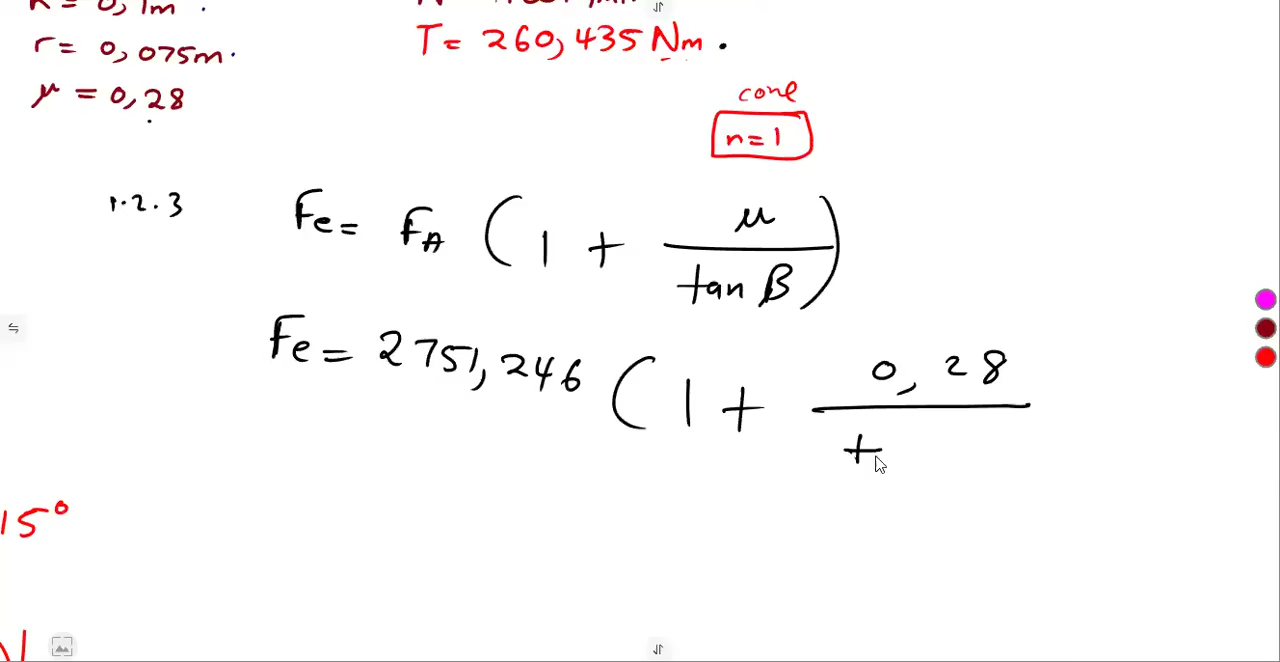 r = 0,075m.
T = 260,435 Nm.
μ = 0,28
cone
n = 1
1.2.3
Fe = FA ( 1 + μ / tan β )
Fe = 2751,246 ( 1 + 0,28 / t
15°